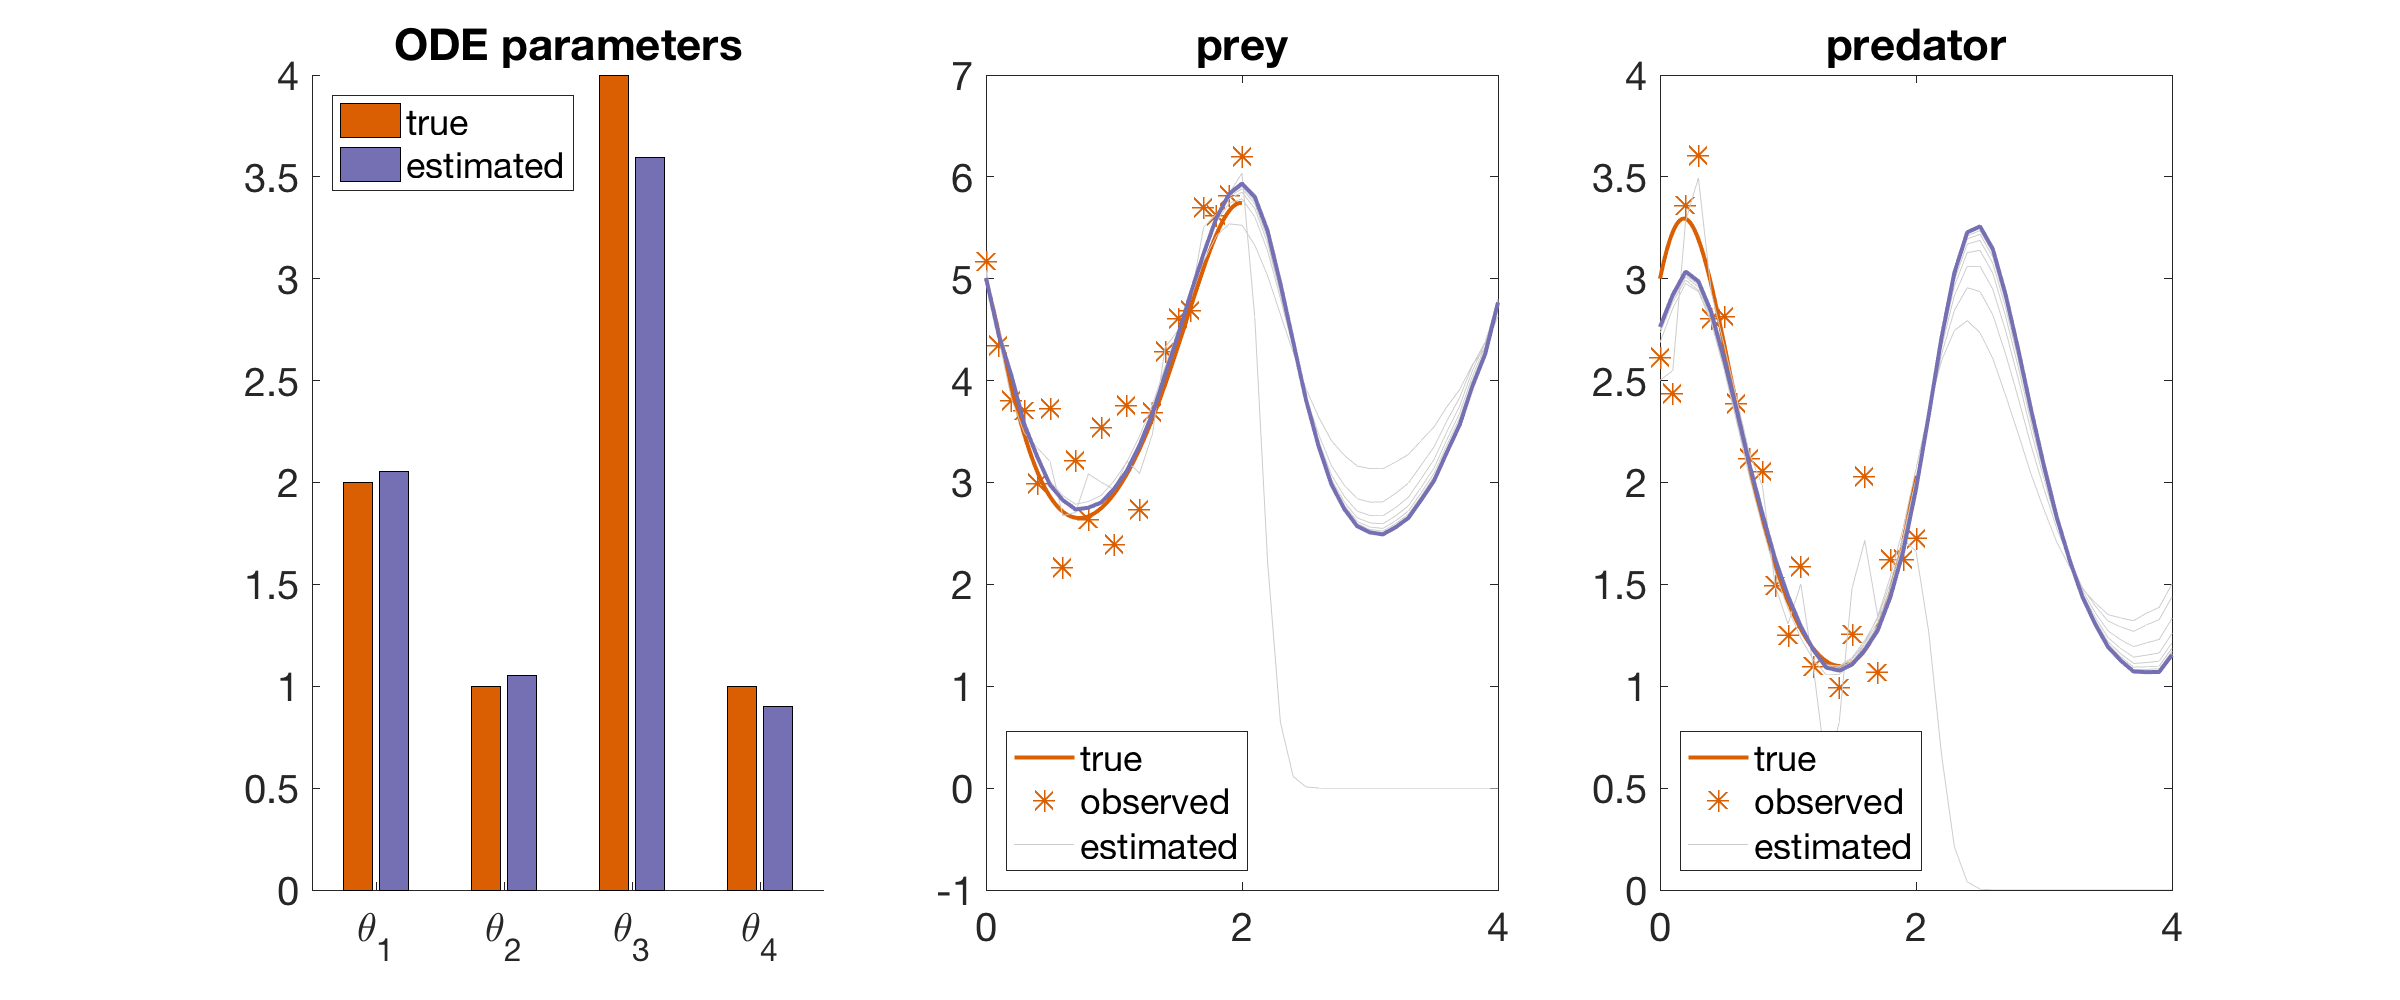 ODE parameters
4
3.5
3
2.5
2
1.5
1
0.5
0
true
estimated
θ1
θ2
θ3
θ4
prey
7
6
5
4
3
2
1
0
-1
true
observed
estimated
0 2 4
predator
4
3.5
3
2.5
2
1.5
1
0.5
0
true
observed
estimated
0 2 4